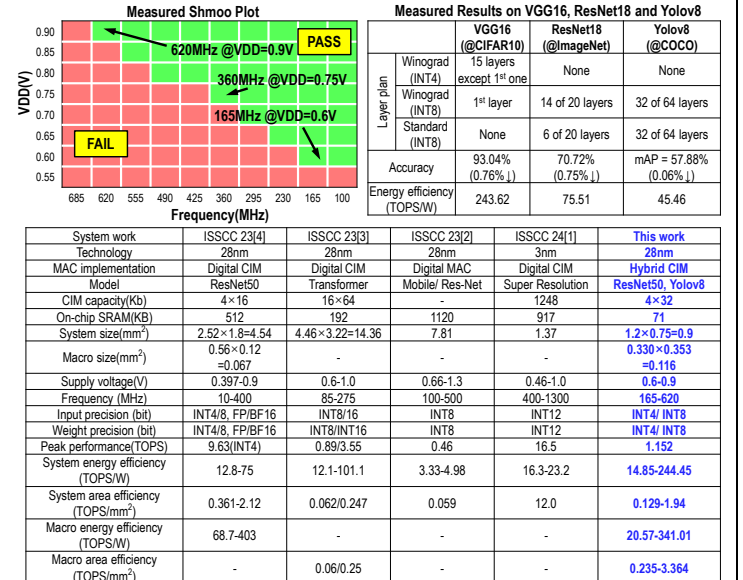 Measured Shmoo Plot
0.90
0.85
0.80
0.75
0.70
0.65
0.60
0.55
VDD(V)
620MHz @VDD=0.9V
PASS
360MHz @VDD=0.75V
165MHz @VDD=0.6V
FAIL
685 620 555 490 425 360 295 230 165 100
Frequency(MHz)
Measured Results on VGG16, ResNet18 and Yolov8
VGG16 (@CIFAR10) ResNet18 (@ImageNet) Yolov8 (@COCO)
Layer plan
Winograd (INT4) 15 layers except 1st one None None
Winograd (INT8) 1st layer 14 of 20 layers 32 of 64 layers
Standard (INT8) None 6 of 20 layers 32 of 64 layers
Accuracy 93.04% (0.76%↓) 70.72% (0.75%↓) mAP = 57.88% (0.06%↓)
Energy efficiency (TOPS/W) 243.62 75.51 45.46
System work ISSCC 23[4] ISSCC 23[3] ISSCC 23[2] ISSCC 24[1] This work
Technology 28nm 28nm 28nm 3nm 28nm
MAC implementation Digital CIM Digital CIM Digital MAC Digital CIM Hybrid CIM
Model ResNet50 Transformer Mobile/ Res-Net Super Resolution ResNet50, Yolov8
CIM capacity(Kb) 4×16 16×64 - 1248 4×32
On-chip SRAM(KB) 512 192 1120 917 71
System size(mm2) 2.52×1.8=4.54 4.46×3.22=14.36 7.81 1.37 1.2×0.75=0.9
Macro size(mm2) 0.56×0.12 =0.067 - - - 0.330×0.353 =0.116
Supply voltage(V) 0.397-0.9 0.6-1.0 0.66-1.3 0.46-1.0 0.6-0.9
Frequency (MHz) 10-400 85-275 100-500 400-1300 165-620
Input precision (bit) INT4/8, FP/BF16 INT8/16 INT8 INT12 INT4/ INT8
Weight precision (bit) INT4/8, FP/BF16 INT8/INT16 INT8 INT12 INT4/ INT8
Peak performance(TOPS) 9.63(INT4) 0.89/3.55 0.46 16.5 1.152
System energy efficiency (TOPS/W) 12.8-75 12.1-101.1 3.33-4.98 16.3-23.2 14.85-244.45
System area efficiency (TOPS/mm2) 0.361-2.12 0.062/0.247 0.059 12.0 0.129-1.94
Macro energy efficiency (TOPS/W) 68.7-403 - - - 20.57-341.01
Macro area efficiency (TOPS/mm2) - 0.06/0.25 - - 0.235-3.364